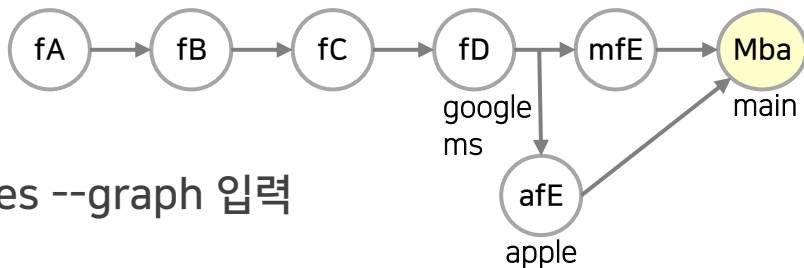 fA fB fC fD mfE Mba
google main
ms
es --graph 입력
afE
apple